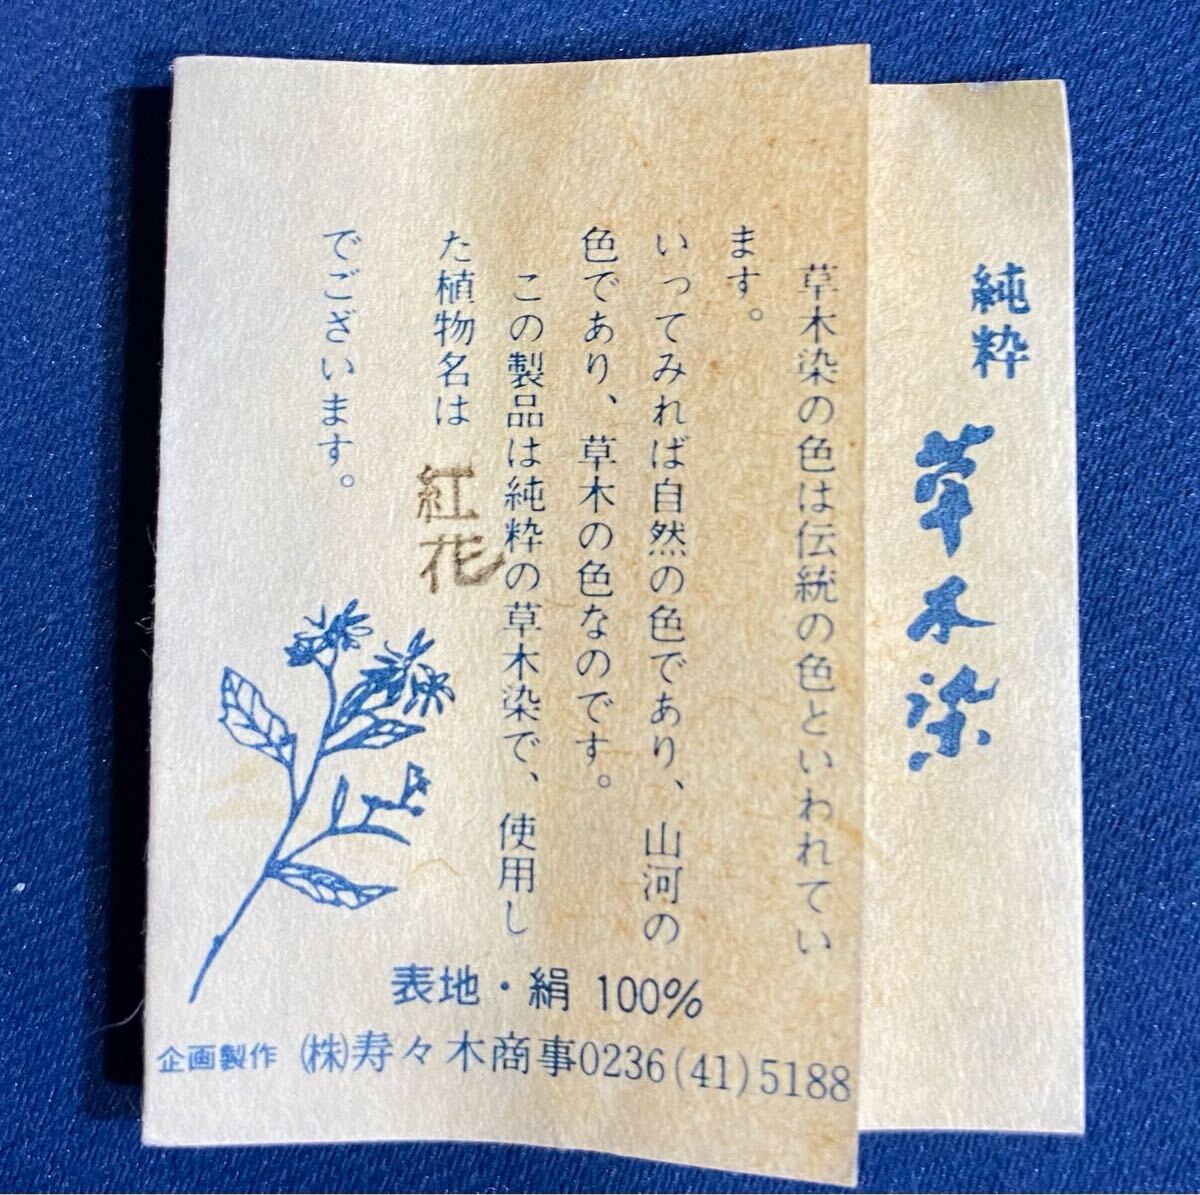 純粋
草木染
草木染の色は伝統の色といわれてい
ます。
いってみれば自然の色であり、山河の
色であり、草木の色なのです。
この製品は純粋の草木染で、使用し
た植物名は 紅花
でございます。
表地・絹 100%
企画製作 ㈱寿々木商事0236(41)5188